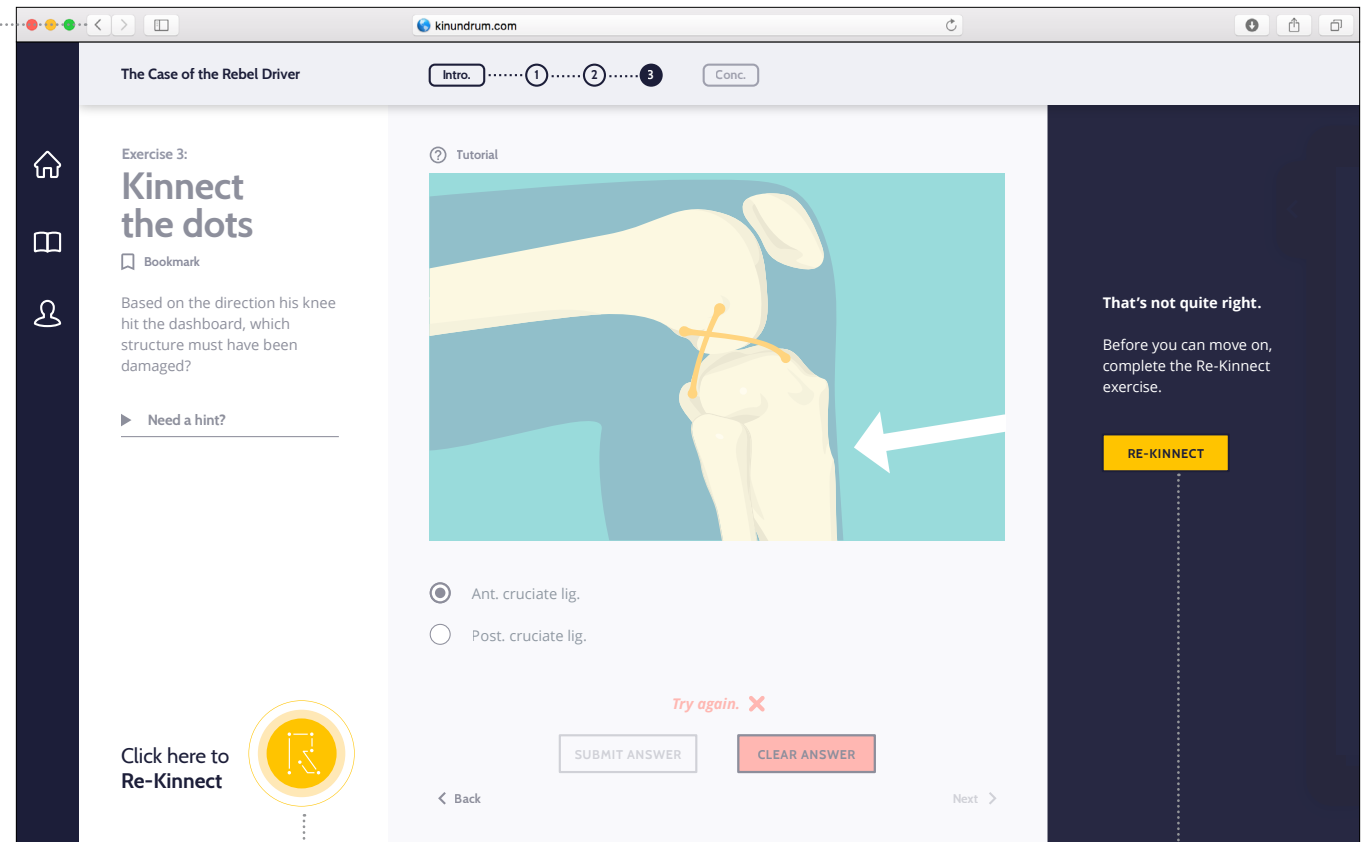 kinundrum.com
The Case of the Rebel Driver
Intro.
1
2
3
Conc.
Exercise 3:
Kinnect
the dots
Bookmark
Based on the direction his knee
hit the dashboard, which
structure must have been
damaged?
Need a hint?
Click here to
Re-Kinnect
? Tutorial
Ant. cruciate lig.
Post. cruciate lig.
Try again.
SUBMIT ANSWER
CLEAR ANSWER
Back
Next
That's not quite right.
Before you can move on,
complete the Re-Kinnect
exercise.
RE-KINNECT